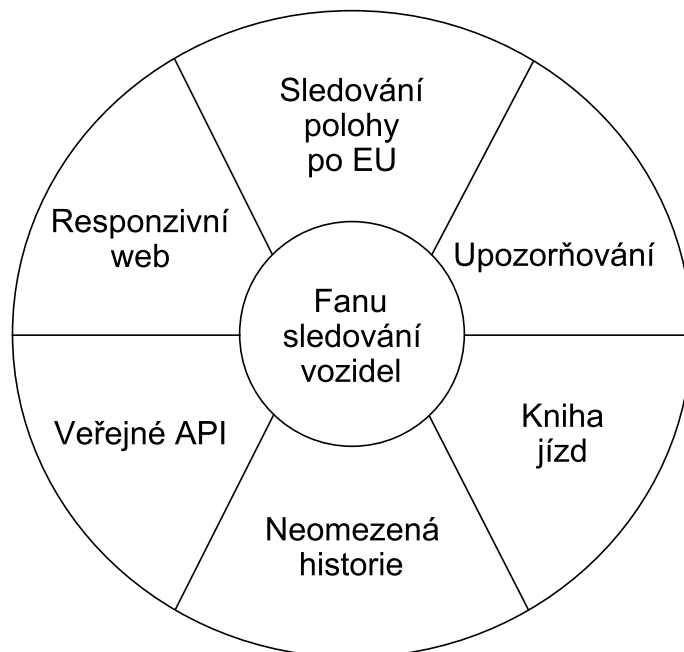 Sledování
polohy
po EU
Responzivní
web
Upozorňování
Fanu
sledování
vozidel
Veřejné API
Kniha
jízd
Neomezená
historie